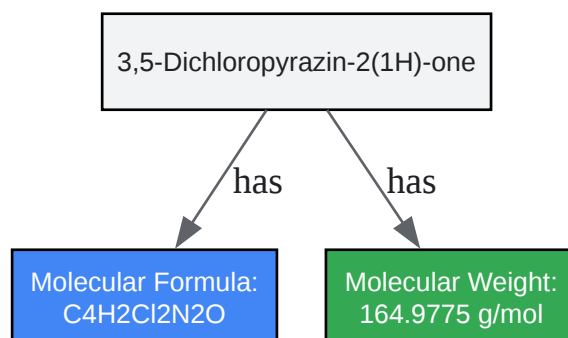 3,5-Dichloropyrazin-2(1H)-one
has
has
Molecular Formula:
C4H2Cl2N2O
Molecular Weight:
164.9775 g/mol